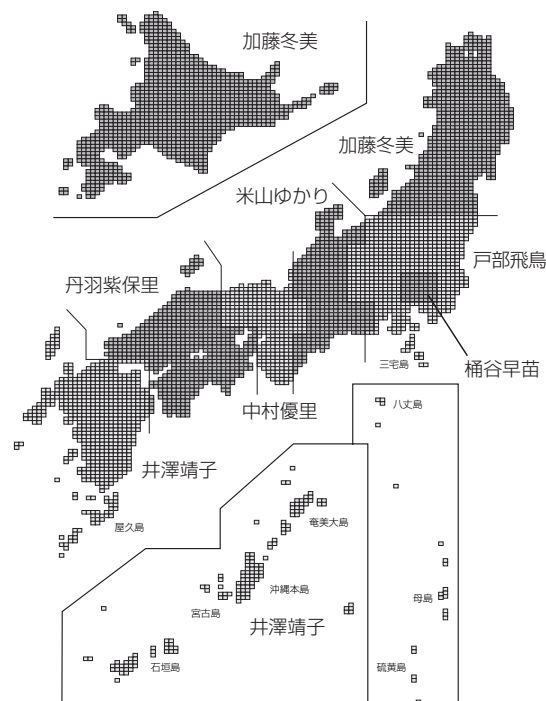 加藤冬美
加藤冬美
米山ゆかり
戸部飛鳥
丹羽紫保里
三宅島
桶谷早苗
八丈島
中村優里
井澤靖子
屋久島
奄美大島
沖縄本島
母島
宮古島
井澤靖子
石垣島
硫黄島